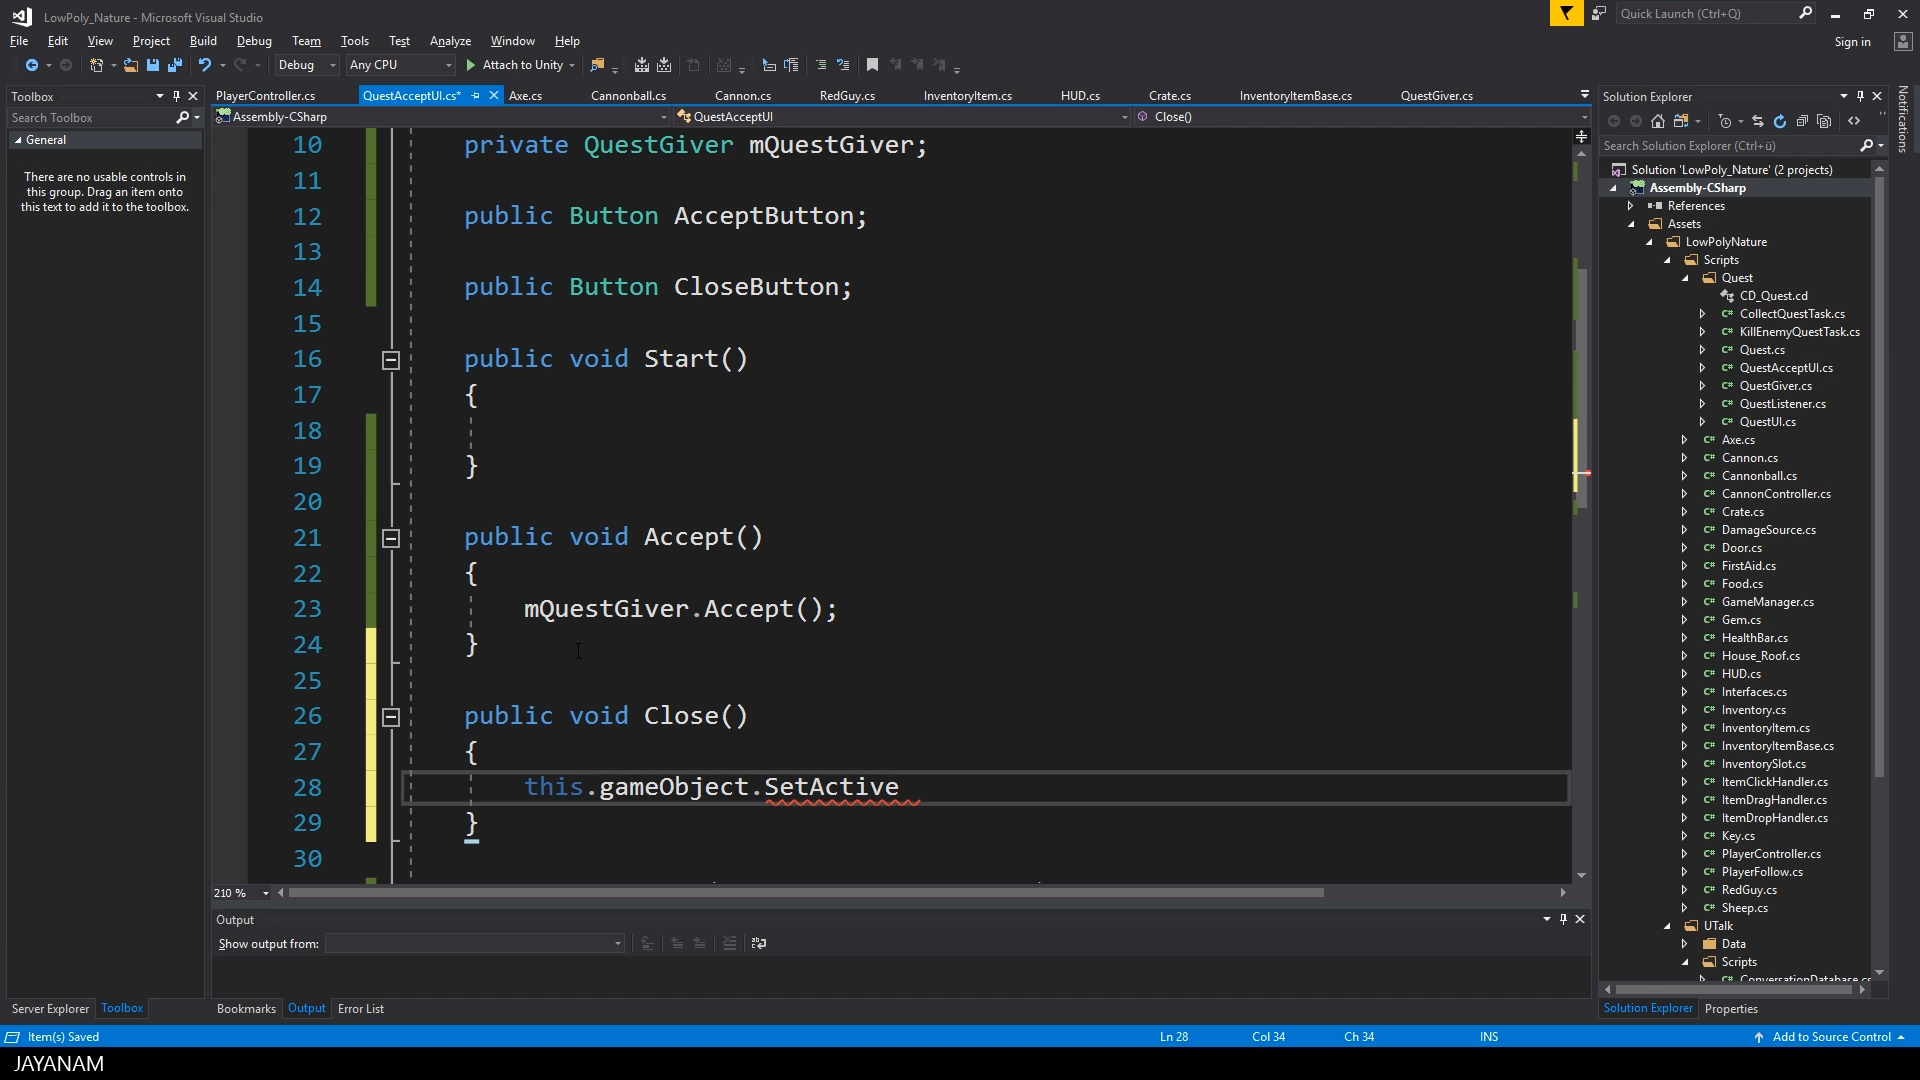 LowPoly_Nature - Microsoft Visual Studio
Quick Launch (Ctrl+Q)
File Edit View Project Build Debug Team Tools Test Analyze Window Help
Sign in
Debug Any CPU Attach to Unity
Toolbox
Search Toolbox
General
There are no usable controls in
this group. Drag an item onto
this text to add it to the toolbox.
Server Explorer Toolbox
PlayerController.cs QuestAcceptUI.cs* Axe.cs Cannonball.cs Cannon.cs RedGuy.cs InventoryItem.cs HUD.cs Crate.cs InventoryItemBase.cs QuestGiver.cs
Assembly-CSharp QuestAcceptUI Close()
10 private QuestGiver mQuestGiver;
11
12 public Button AcceptButton;
13
14 public Button CloseButton;
15
16 public void Start()
17 {
18
19 }
20
21 public void Accept()
22 {
23 mQuestGiver.Accept();
24 }
25
26 public void Close()
27 {
28 this.gameObject.SetActive
29 }
30
210 %
Output
Show output from:
Bookmarks Output Error List
Solution Explorer
Search Solution Explorer (Ctrl+ü)
Solution 'LowPoly_Nature' (2 projects)
Assembly-CSharp
References
Assets
LowPolyNature
Scripts
Quest
CD_Quest.cd
C# CollectQuestTask.cs
C# KillEnemyQuestTask.cs
C# Quest.cs
C# QuestAcceptUI.cs
C# QuestGiver.cs
C# QuestListener.cs
C# QuestUI.cs
C# Axe.cs
C# Cannon.cs
C# Cannonball.cs
C# CannonController.cs
C# Crate.cs
C# DamageSource.cs
C# Door.cs
C# FirstAid.cs
C# Food.cs
C# GameManager.cs
C# Gem.cs
C# HealthBar.cs
C# House_Roof.cs
C# HUD.cs
C# Interfaces.cs
C# Inventory.cs
C# InventoryItem.cs
C# InventoryItemBase.cs
C# InventorySlot.cs
C# ItemClickHandler.cs
C# ItemDragHandler.cs
C# ItemDropHandler.cs
C# Key.cs
C# PlayerController.cs
C# PlayerFollow.cs
C# RedGuy.cs
C# Sheep.cs
UTalk
Data
Scripts
C# ConversationDatabase.cs
Solution Explorer Properties
Notifications
Item(s) Saved Ln 28 Col 34 Ch 34 INS Add to Source Control
JAYANAM